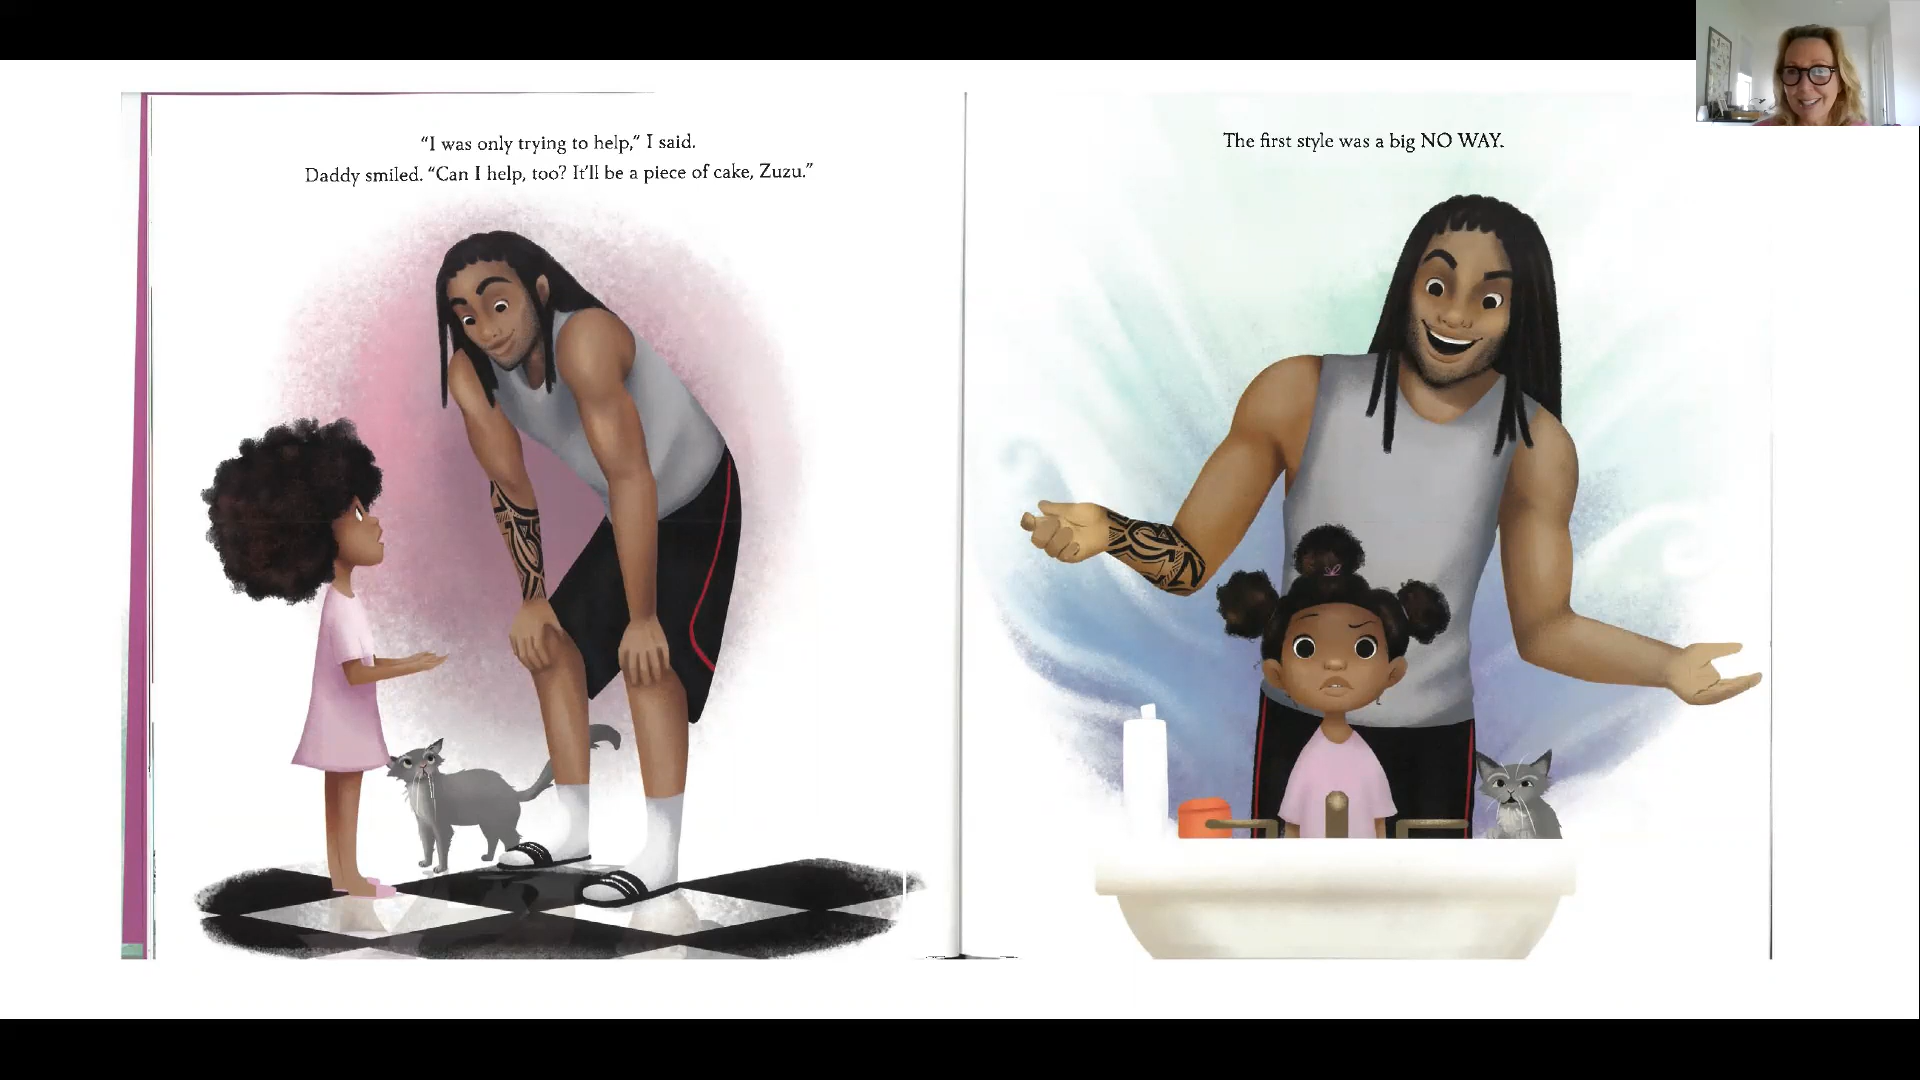 “I was only trying to help,“ I said.
Daddy smiled. “Can I help, too? It’ll be a piece of cake, Zuzu.”
The first style was a big NO WAY.